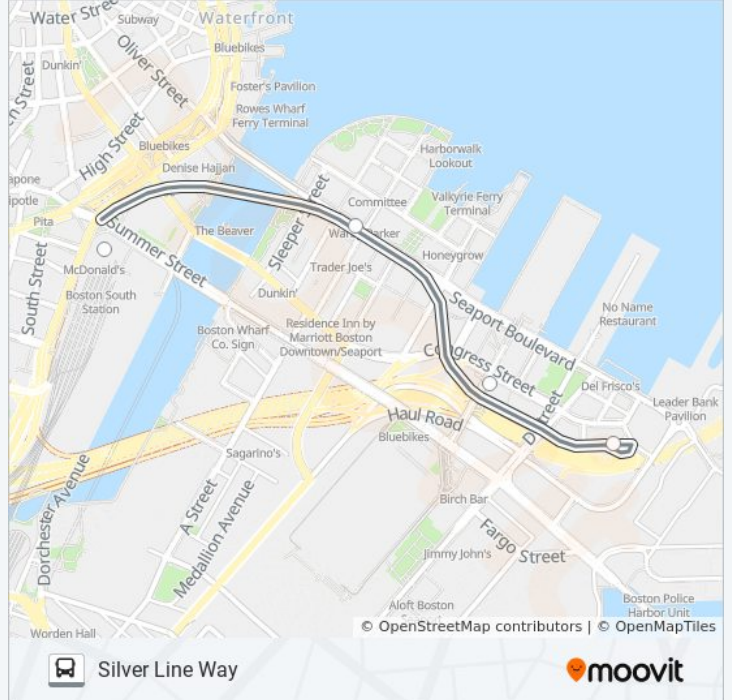 Water Stre
Subway
Waterfront
Dunkin'
Oliver Street
Bluebikes
Foster's Pavilion
Rowes Wharf
Ferry Terminal
High Street
Bluebikes
Denise Hajjan
Harborwalk
Lookout
apone
ipotle
Pita
Committee
Valkyrie Ferry
Terminal
Summer Street
The Beaver
Sleeper Street
Honeygrow
McDonald's
Boston South
Station
South Street
Trader Joe's
Dunkin'
Boston Wharf
Co. Sign
Residence Inn by
Marriott Boston
Downtown/Seaport
Seaport Boulevard
No Name
Restaurant
Congress Street
Del Frisco's
Leader Bank
Pavilion
Haul Road
Bluebikes
Sagarino's
Dorchester Avenue
A Street
Medallion Avenue
Birch Bar
Fargo Street
Jimmy John's
Aloft Boston
Boston Police
Harbor Unit
Worden Hall
© OpenStreetMap contributors | © OpenMapTiles
Silver Line Way
moovit